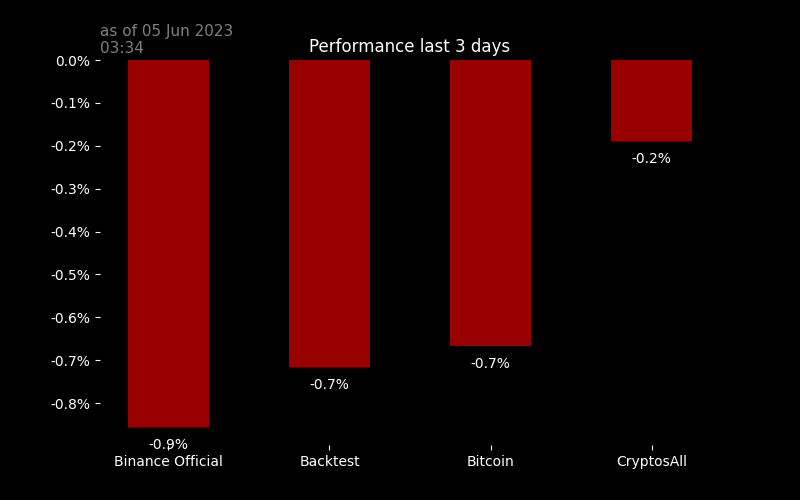 as of 05 Jun 2023
03:34
Performance last 3 days
0.0%
-0.1%
-0.2%
-0.3%
-0.4%
-0.5%
-0.6%
-0.7%
-0.8%
-0.2%
-0.7%
-0.7%
-0.9%
Binance Official
Backtest
Bitcoin
CryptosAll